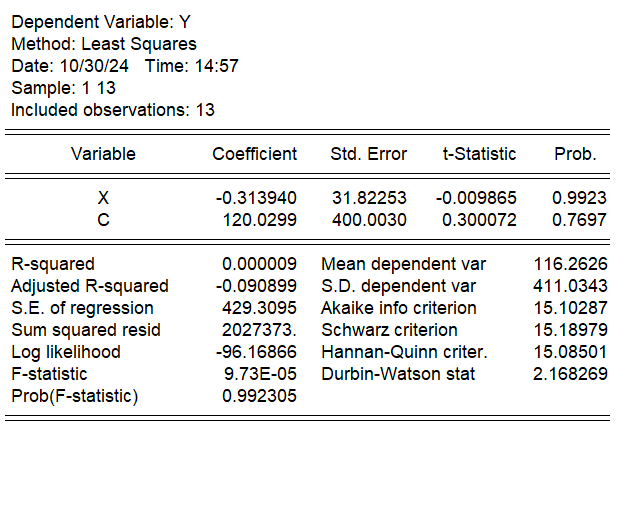 Dependent Variable: Y
Method: Least Squares
Date: 10/30/24 Time: 14:57
Sample: 1 13
Included observations: 13
Variable Coefficient Std. Error t-Statistic Prob.
X -0.313940 31.82253 -0.009865 0.9923
C 120.0299 400.0030 0.300072 0.7697
R-squared 0.000009 Mean dependent var 116.2626
Adjusted R-squared -0.090899 S.D. dependent var 411.0343
S.E. of regression 429.3095 Akaike info criterion 15.10287
Sum squared resid 2027373. Schwarz criterion 15.18979
Log likelihood -96.16866 Hannan-Quinn criter. 15.08501
F-statistic 9.73E-05 Durbin-Watson stat 2.168269
Prob(F-statistic) 0.992305